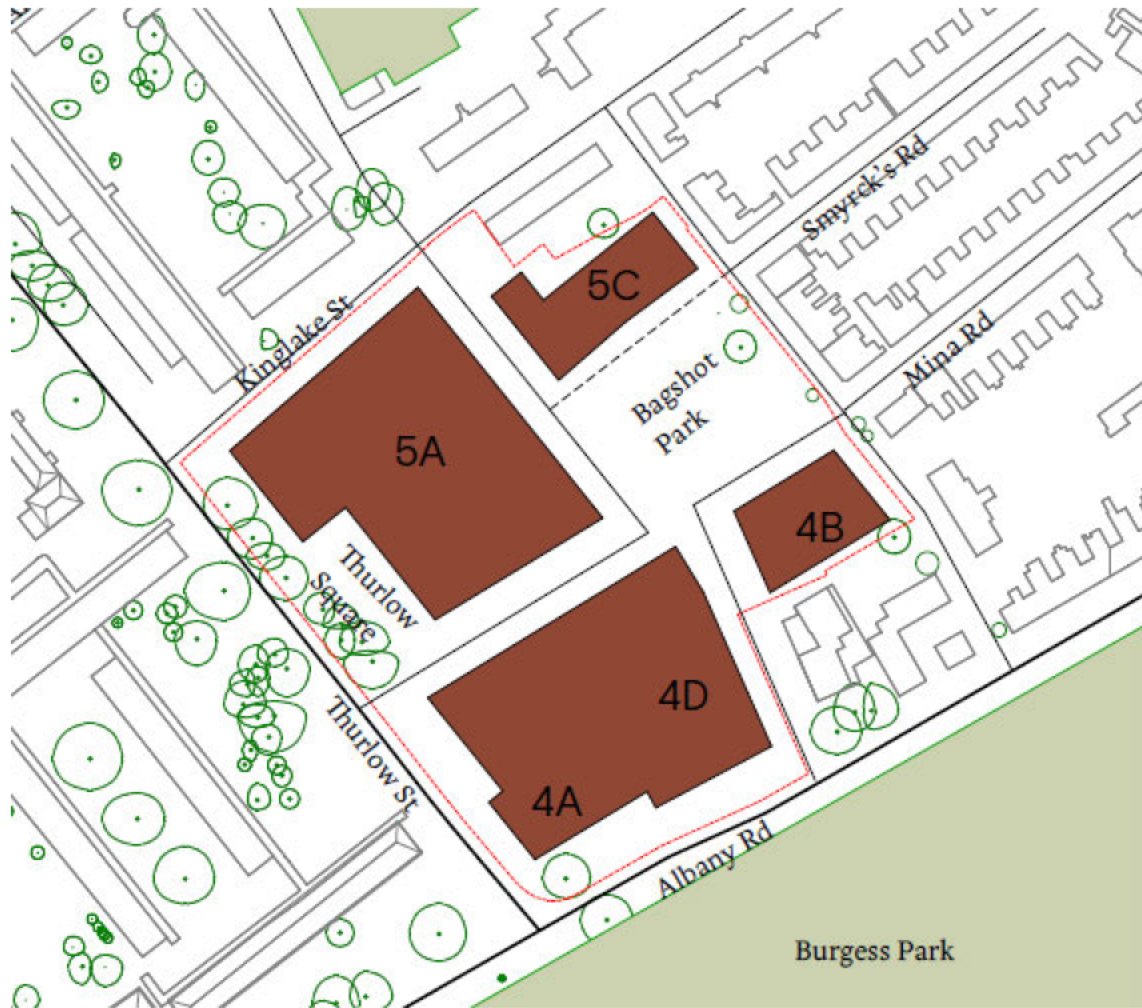 Smyrck's Rd
5C
Kinglake St
Mina Rd
Bagshot
Park
5A
4B
Thurlow
Square
4D
Thurlow St
4A
Albany Rd
Burgess Park